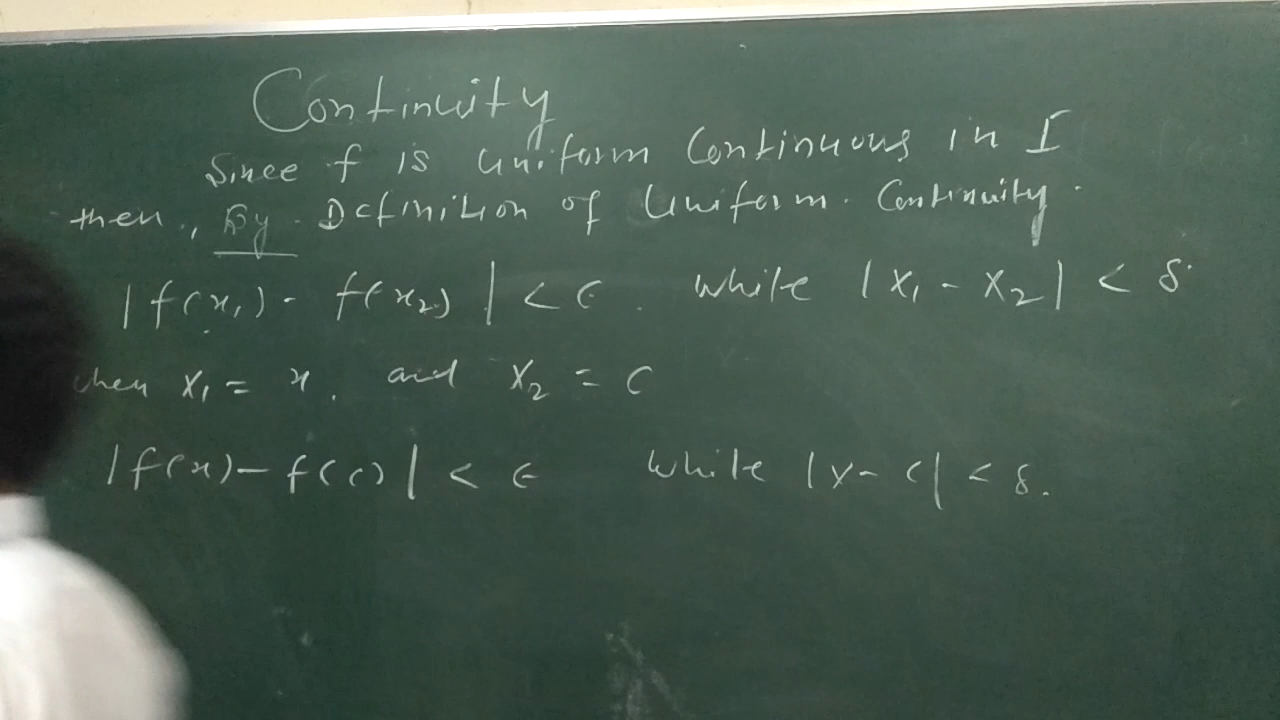 Continuity
Since f is uniform Continuous in I
then., By Definition of Uniform. Continuity.
|f(x₁) - f(x₂)| < ϵ. while |x₁ - x₂| < δ
when x₁ = x. and x₂ = c
|f(x) - f(c)| < ϵ while |x - c| < δ.